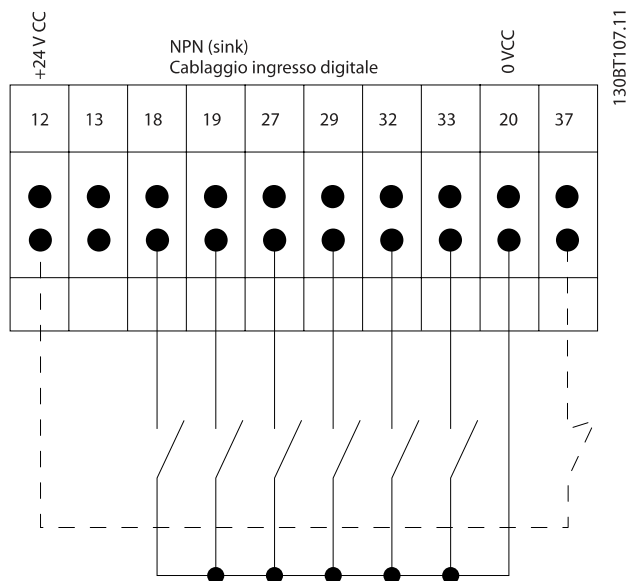 +24 V CC
NPN (sink)
Cablaggio ingresso digitale
0 VCC
130BT107.11
12 13 18 19 27 29 32 33 20 37